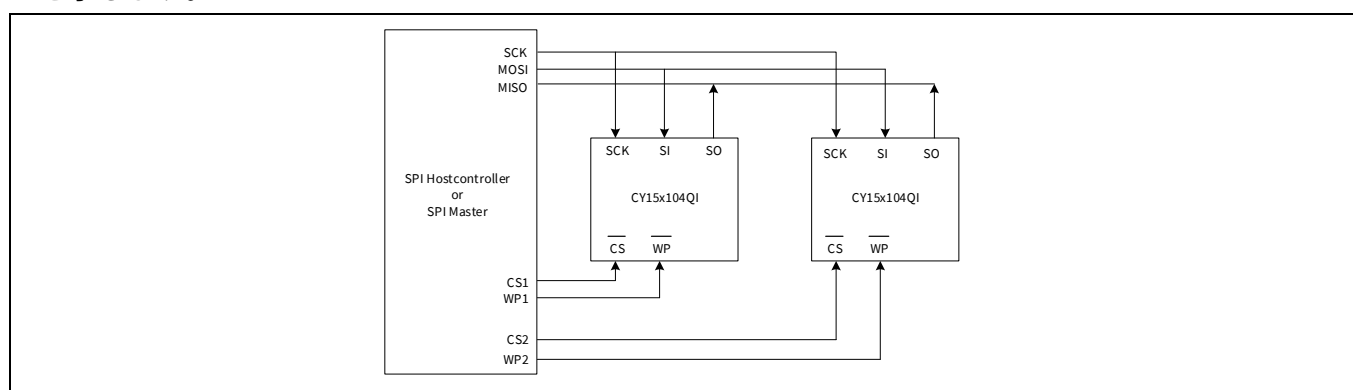 SCK
MOSI
MISO
SCK SI SO
SCK SI SO
SPI Hostcontroller
or
SPI Master
CY15x104QI
CY15x104QI
CS WP
CS WP
CS1
WP1
CS2
WP2